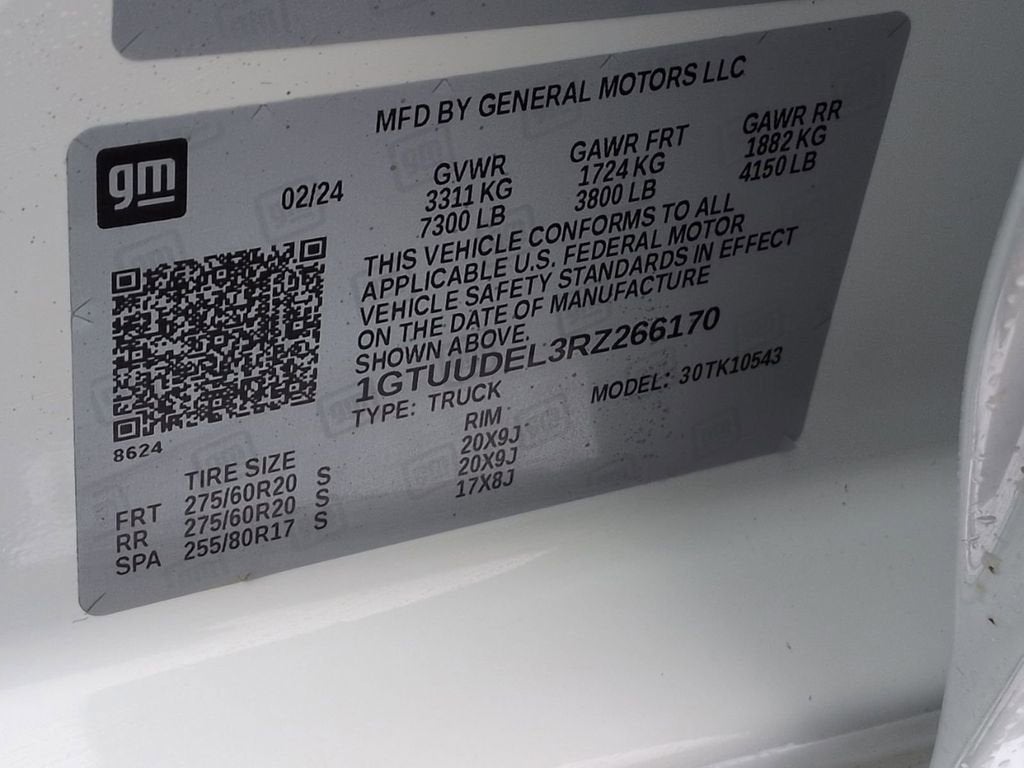 MFD BY GENERAL MOTORS LLC
gm
02/24
GVWR GAWR FRT GAWR RR
3311 KG 1724 KG 1882 KG
7300 LB 3800 LB 4150 LB
THIS VEHICLE CONFORMS TO ALL
APPLICABLE U.S. FEDERAL MOTOR
VEHICLE SAFETY STANDARDS IN EFFECT
ON THE DATE OF MANUFACTURE
SHOWN ABOVE.
1GTUUDEL3RZ266170
TYPE: TRUCK MODEL: 30TK10543
8624
TIRE SIZE RIM
FRT 275/60R20 S 20X9J
RR 275/60R20 S 20X9J
SPA 255/80R17 S 17X8J